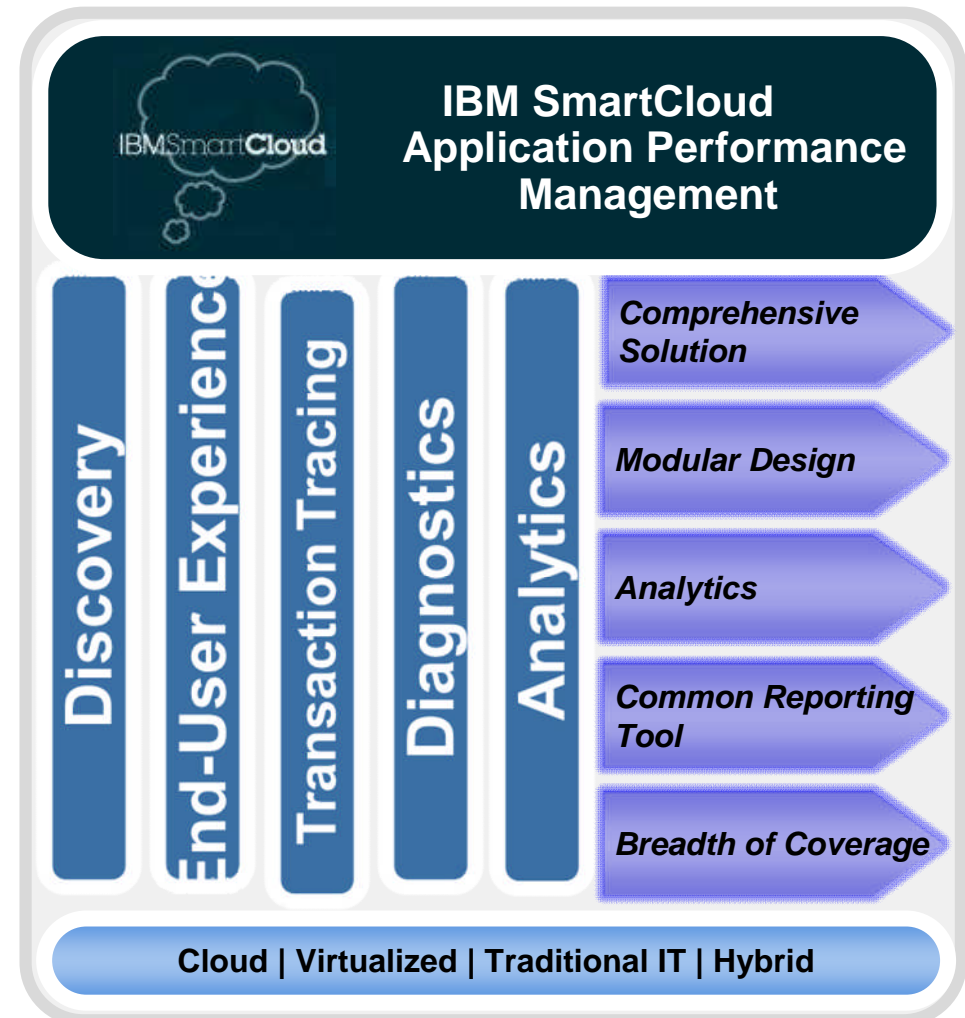 IBMSmartCloud
IBM SmartCloud
Application Performance
Management
Discovery
End-User Experience
Transaction Tracing
Diagnostics
Analytics
Comprehensive
Solution
Modular Design
Analytics
Common Reporting
Tool
Breadth of Coverage
Cloud | Virtualized | Traditional IT | Hybrid